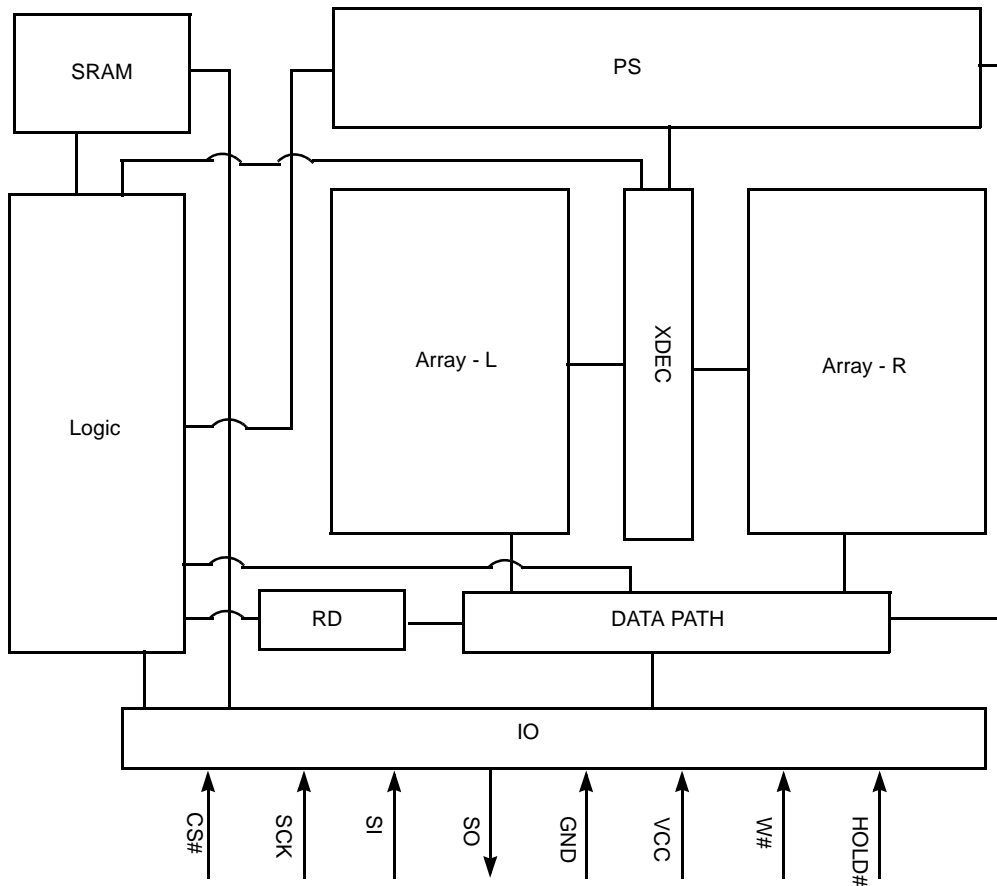 SRAM
PS
Array - L
XDEC
Array - R
Logic
RD
DATA PATH
IO
CS#
SCK
SI
SO
GND
VCC
W#
HOLD#